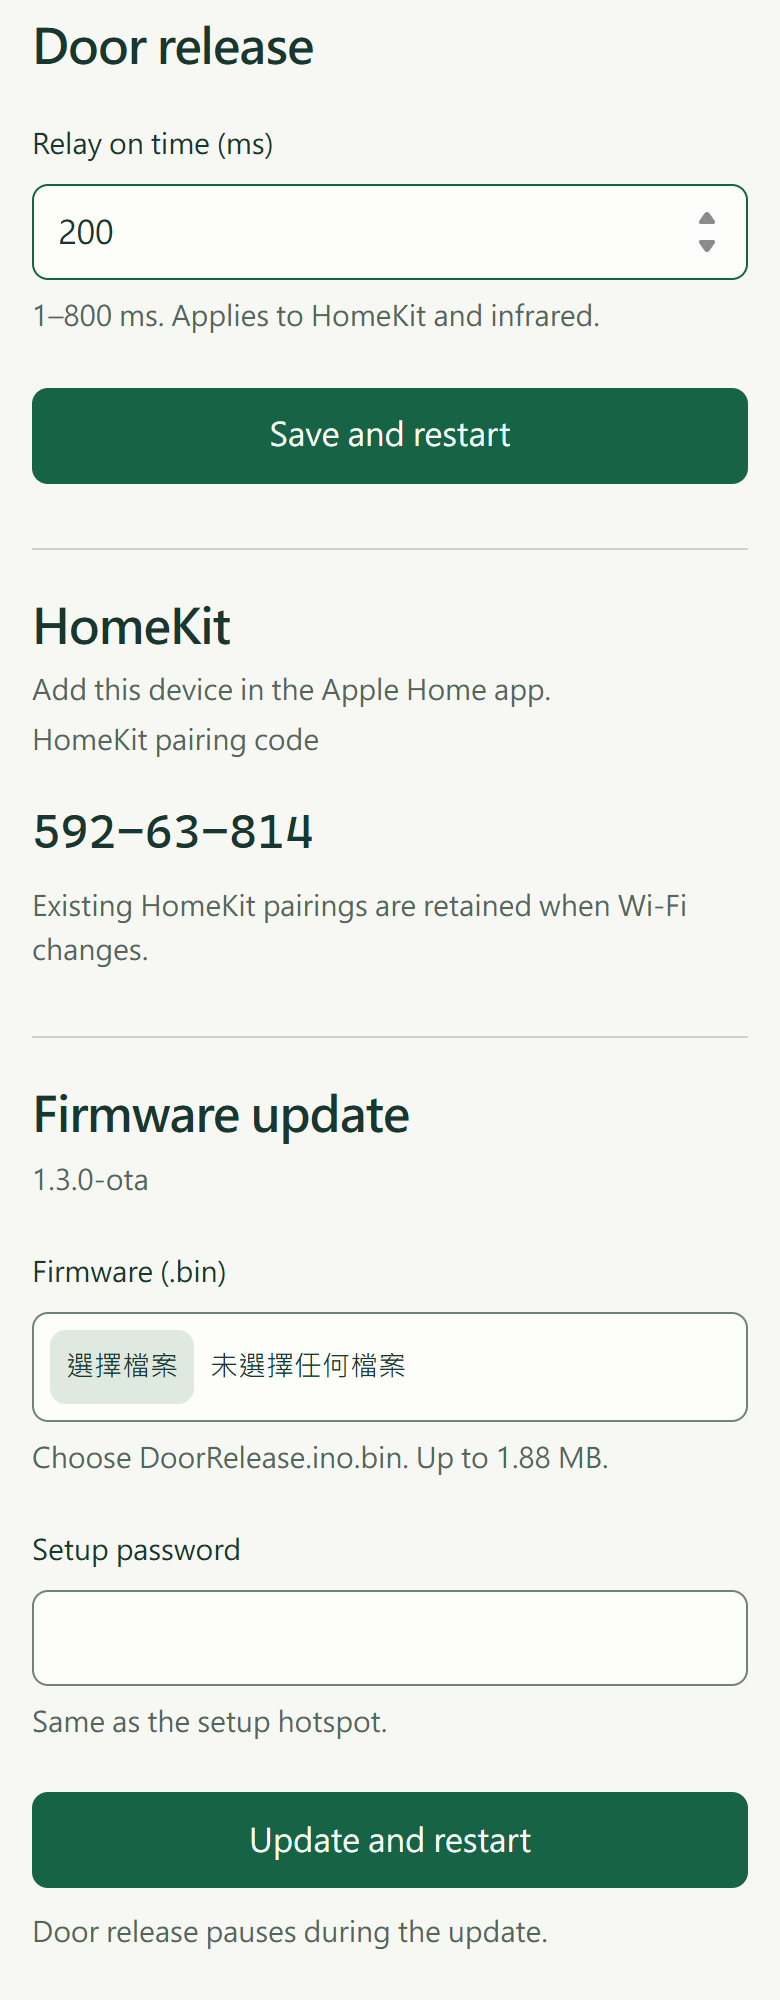 Door release
Relay on time (ms)
200
1–800 ms. Applies to HomeKit and infrared.
Save and restart
HomeKit
Add this device in the Apple Home app.
HomeKit pairing code
592-63-814
Existing HomeKit pairings are retained when Wi-Fi
changes.
Firmware update
1.3.0-ota
Firmware (.bin)
選擇檔案 未選擇任何檔案
Choose DoorRelease.ino.bin. Up to 1.88 MB.
Setup password
Same as the setup hotspot.
Update and restart
Door release pauses during the update.